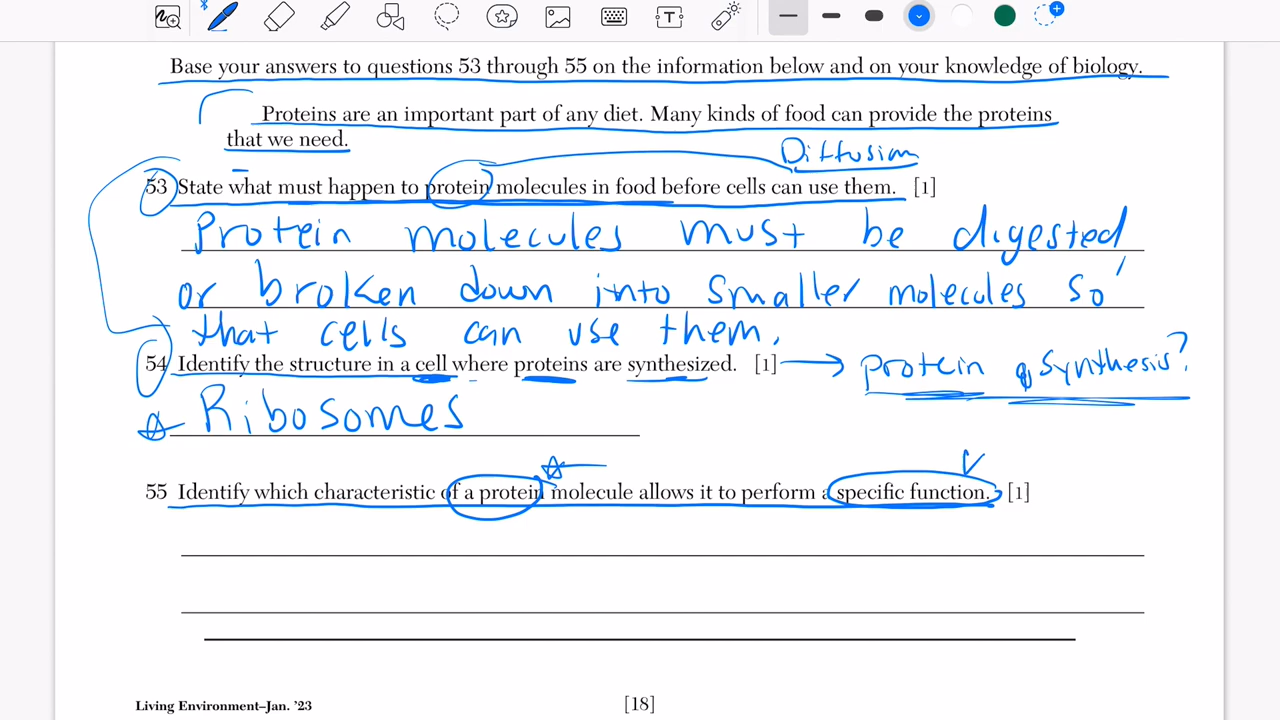 Base your answers to questions 53 through 55 on the information below and on your knowledge of biology.
Proteins are an important part of any diet. Many kinds of food can provide the proteins
that we need.
Diffusion
53 State what must happen to protein molecules in food before cells can use them. [1]
Protein molecules must be digested
or broken down into smaller molecules so
that cells can use them.
54 Identify the structure in a cell where proteins are synthesized. [1] → protein synthesis?
Ribosomes
55 Identify which characteristic of a protein molecule allows it to perform a specific function. [1]
Living Environment–Jan. '23
[18]